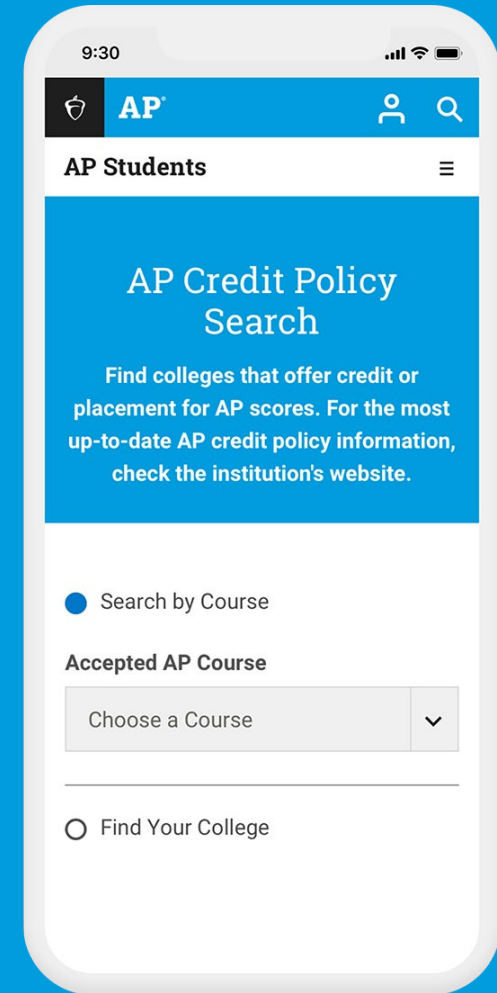 9:30
AP®
AP Students
AP Credit Policy
Search
Find colleges that offer credit or
placement for AP scores. For the most
up-to-date AP credit policy information,
check the institution's website.
Search by Course
Accepted AP Course
Choose a Course
Find Your College